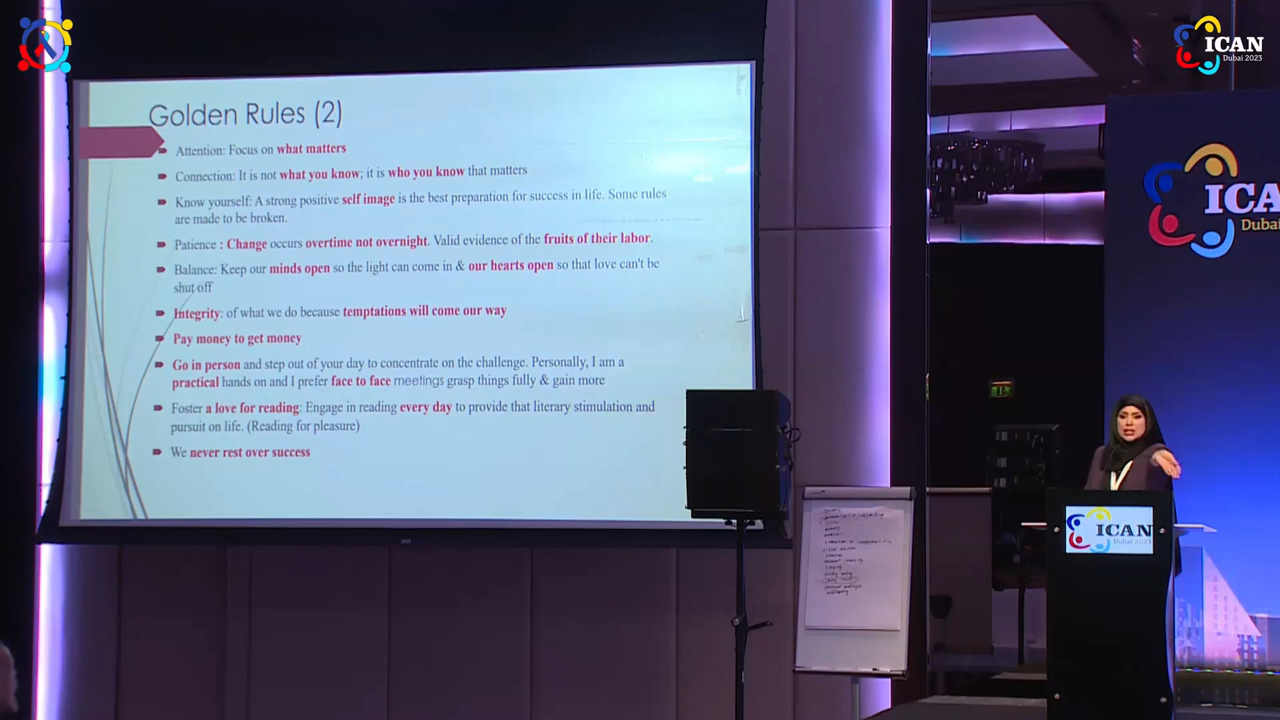 ICAN
Dubai 2023
Golden Rules (2)
Attention: Focus on what matters
Connection: It is not what you know; it is who you know that matters
Know yourself: A strong positive self image is the best preparation for success in life. Some rules
are made to be broken.
Patience : Change occurs overtime not overnight. Valid evidence of the fruits of their labor.
Balance: Keep our minds open so the light can come in & our hearts open so that love can't be
shut off
Integrity: of what we do because temptations will come our way
Pay money to get money
Go in person and step out of your day to concentrate on the challenge. Personally, I am a
practical hands on and I prefer face to face meetings grasp things fully & gain more
Foster a love for reading: Engage in reading every day to provide that literary stimulation and
pursuit on life. (Reading for pleasure)
We never rest over success
ICA
Dubai
ICAN
Dubai 2023